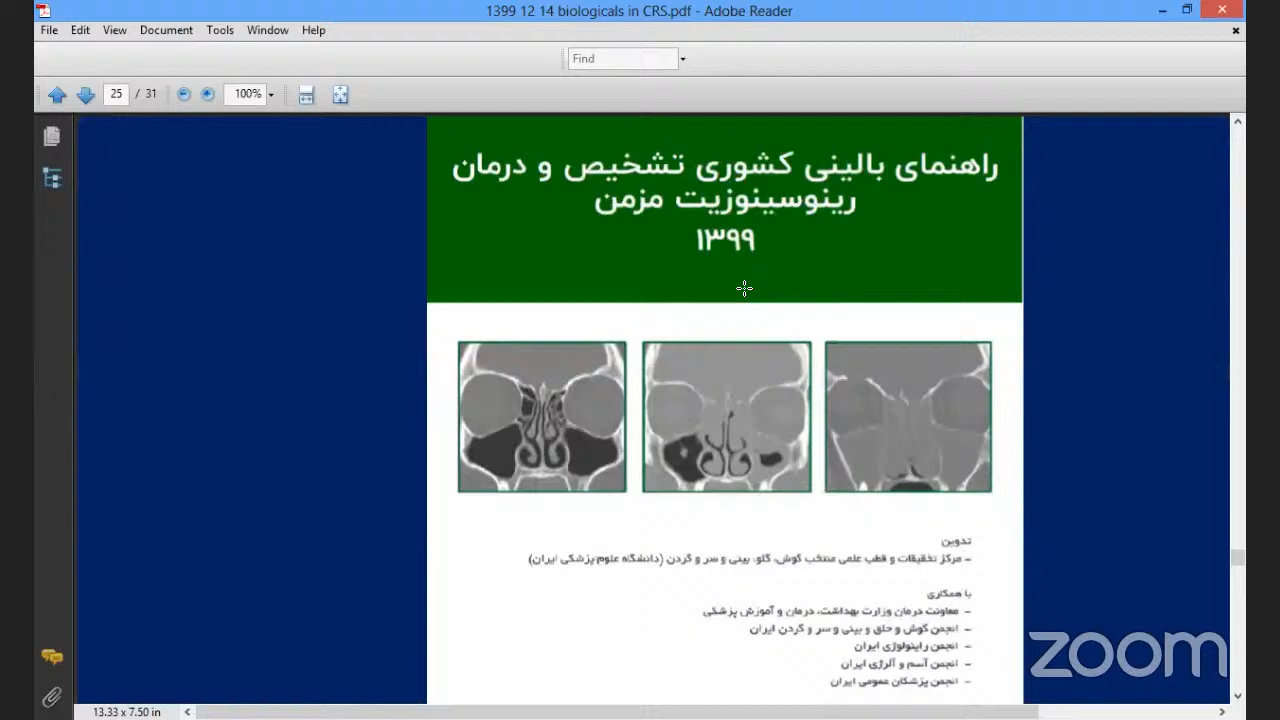 1399 12 14 biologicals in CRS.pdf - Adobe Reader
File Edit View Document Tools Window Help
Find
25 / 31 100%
راهنمای بالینی کشوری تشخیص و درمان
رینوسینوزیت مزمن
۱۳۹۹
تدوین
- مرکز تحقیقات و قطب علمی منتخب گوش، گلو، بینی و سر و گردن (دانشگاه علوم پزشکی ایران)
با همکاری
- معاونت درمان وزارت بهداشت، درمان و آموزش پزشکی
- انجمن گوش و حلق و بینی و سر و گردن ایران
- انجمن راینولوژی ایران
- انجمن آسم و آلرژی ایران
- انجمن پزشکان عمومی ایران
zoom
13.33 x 7.50 in